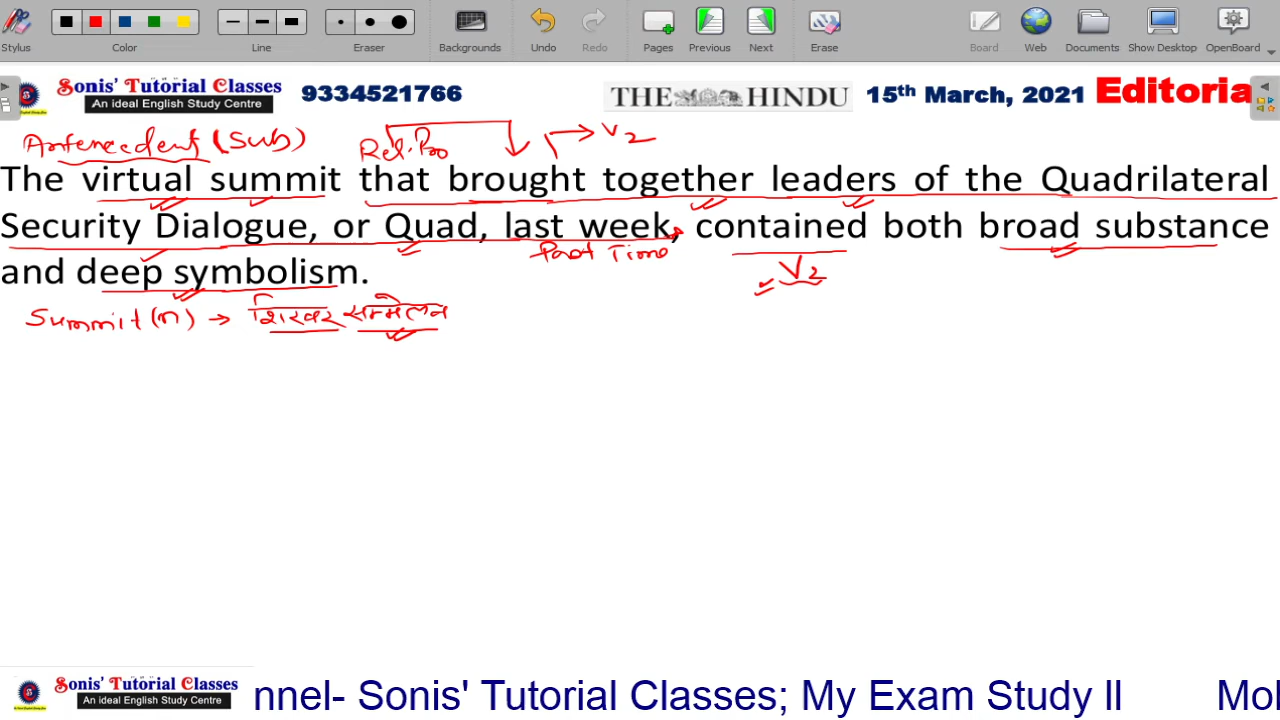 Stylus Color Line Eraser Backgrounds Undo Redo Pages Previous Next Erase Board Web Documents Show Desktop OpenBoard
Sonis' Tutorial Classes
An ideal English Study Centre
9334521766
THE HINDU
15th March, 2021 Editoria
Anteneedent (Sub) Rel. Pro V2
The virtual summit that brought together leaders of the Quadrilateral
Security Dialogue, or Quad, last week, contained both broad substance
Past Time V2
and deep symbolism.
Summit (n) → शिखर सम्मेलन
Sonis' Tutorial Classes
An ideal English Study Centre
nnel- Sonis' Tutorial Classes; My Exam Study II Mol